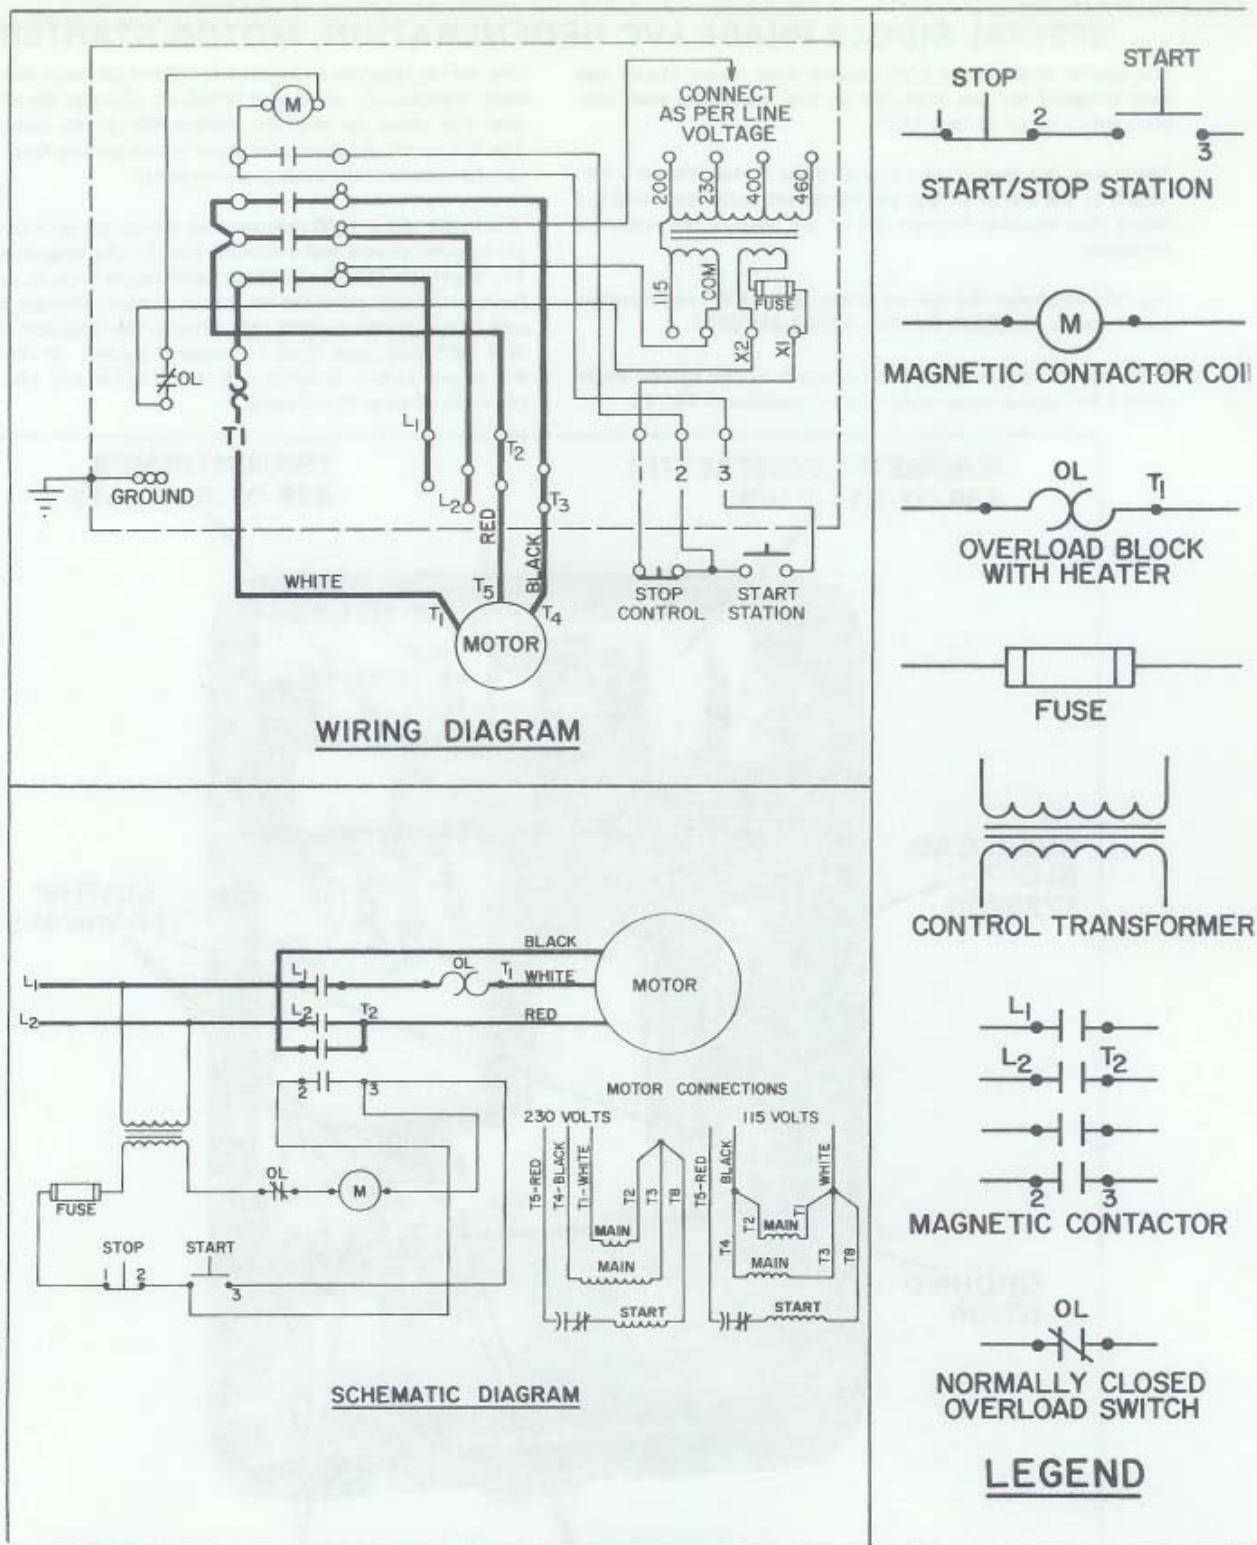 M
CONNECT
AS PER LINE
VOLTAGE
200
230
400
460
115
COM
FUSE
X2
X1
OL
T1
L1
T2
L2
T3
2
3
GROUND
RED
BLACK
WHITE
T5
T1
T4
MOTOR
STOP
CONTROL
START
STATION
WIRING DIAGRAM
BLACK
L1
L1
OL
T1
WHITE
MOTOR
L2
L2
T2
RED
2
3
MOTOR CONNECTIONS
230 VOLTS
115 VOLTS
T5-RED
T4-BLACK
T1-WHITE
T2
T3
T8
MAIN
MAIN
START
T5-RED
BLACK
WHITE
T4
T2
MAIN
T1
T3
T8
MAIN
START
FUSE
OL
M
STOP
START
1
2
3
SCHEMATIC DIAGRAM
STOP
START
1
2
3
START/STOP STATION
M
MAGNETIC CONTACTOR COIL
OL
T1
OVERLOAD BLOCK
WITH HEATER
FUSE
CONTROL TRANSFORMER
L1
L2
T2
2
3
MAGNETIC CONTACTOR
OL
NORMALLY CLOSED
OVERLOAD SWITCH
LEGEND